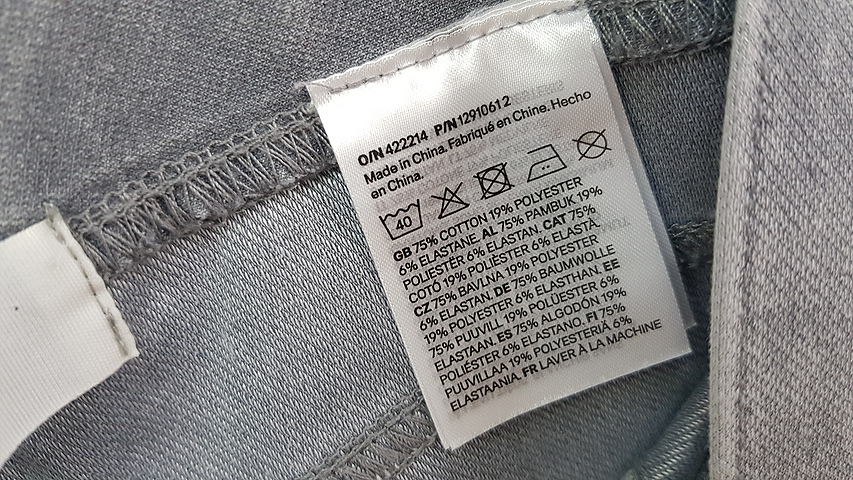 O/N 422214 P/N 1291061 2
Made in China. Fabriqué en Chine. Hecho
en China.
40
GB 75% COTTON 19% POLYESTER
6% ELASTANE. AL 75% PAMBUK 19%
POLIESTËR 6% ELASTAN. CAT 75%
COTÓ 19% POLIÈSTER 6% ELASTÀ.
CZ 75% BAVLNA 19% POLYESTER
6% ELASTAN. DE 75% BAUMWOLLE
19% POLYESTER 6% ELASTHAN. EE
75% PUUVILL 19% POLÜESTER 6%
ELASTAAN. ES 75% ALGODÓN 19%
POLIÉSTER 6% ELASTANO. FI 75%
PUUVILLAA 19% POLYESTERIÄ 6%
ELASTAANIA. FR LAVER À LA MACHINE